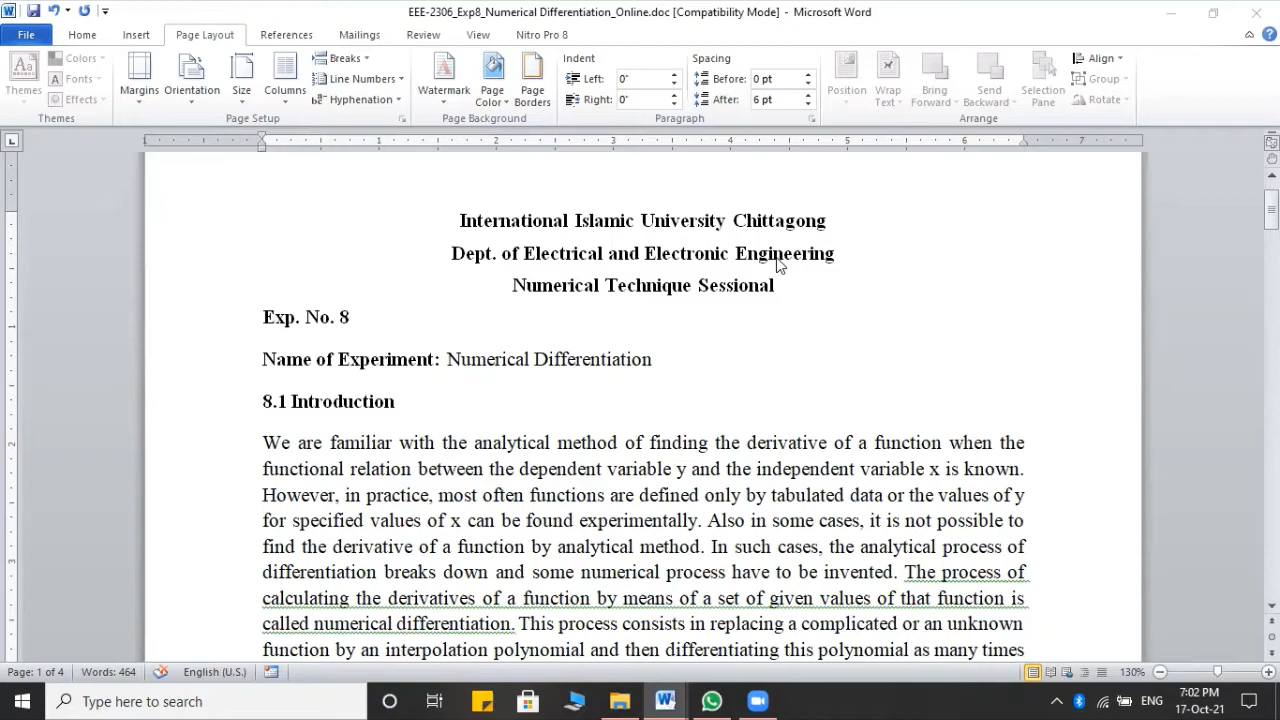 EEE-2306_Exp8_Numerical Differentiation_Online.doc [Compatibility Mode] - Microsoft Word
File Home Insert Page Layout References Mailings Review View Nitro Pro 8
Themes
Colors
Fonts
Effects
Themes
Margins Orientation Size Columns
Breaks
Line Numbers
Hyphenation
Page Setup
Watermark Page Color Page Borders
Page Background
Indent
Left: 0"
Right: 0"
Spacing
Before: 0 pt
After: 6 pt
Paragraph
Position Wrap Text Bring Forward Send Backward Selection Pane
Align
Group
Rotate
Arrange
1 1 2 3 4 5 6 7
International Islamic University Chittagong
Dept. of Electrical and Electronic Engineering
Numerical Technique Sessional
Exp. No. 8
Name of Experiment: Numerical Differentiation
8.1 Introduction
We are familiar with the analytical method of finding the derivative of a function when the
functional relation between the dependent variable y and the independent variable x is known.
However, in practice, most often functions are defined only by tabulated data or the values of y
for specified values of x can be found experimentally. Also in some cases, it is not possible to
find the derivative of a function by analytical method. In such cases, the analytical process of
differentiation breaks down and some numerical process have to be invented. The process of
calculating the derivatives of a function by means of a set of given values of that function is
called numerical differentiation. This process consists in replacing a complicated or an unknown
function by an interpolation polynomial and then differentiating this polynomial as many times
Page: 1 of 4 Words: 464 English (U.S.) 130%
Type here to search
ENG
7:02 PM
17-Oct-21